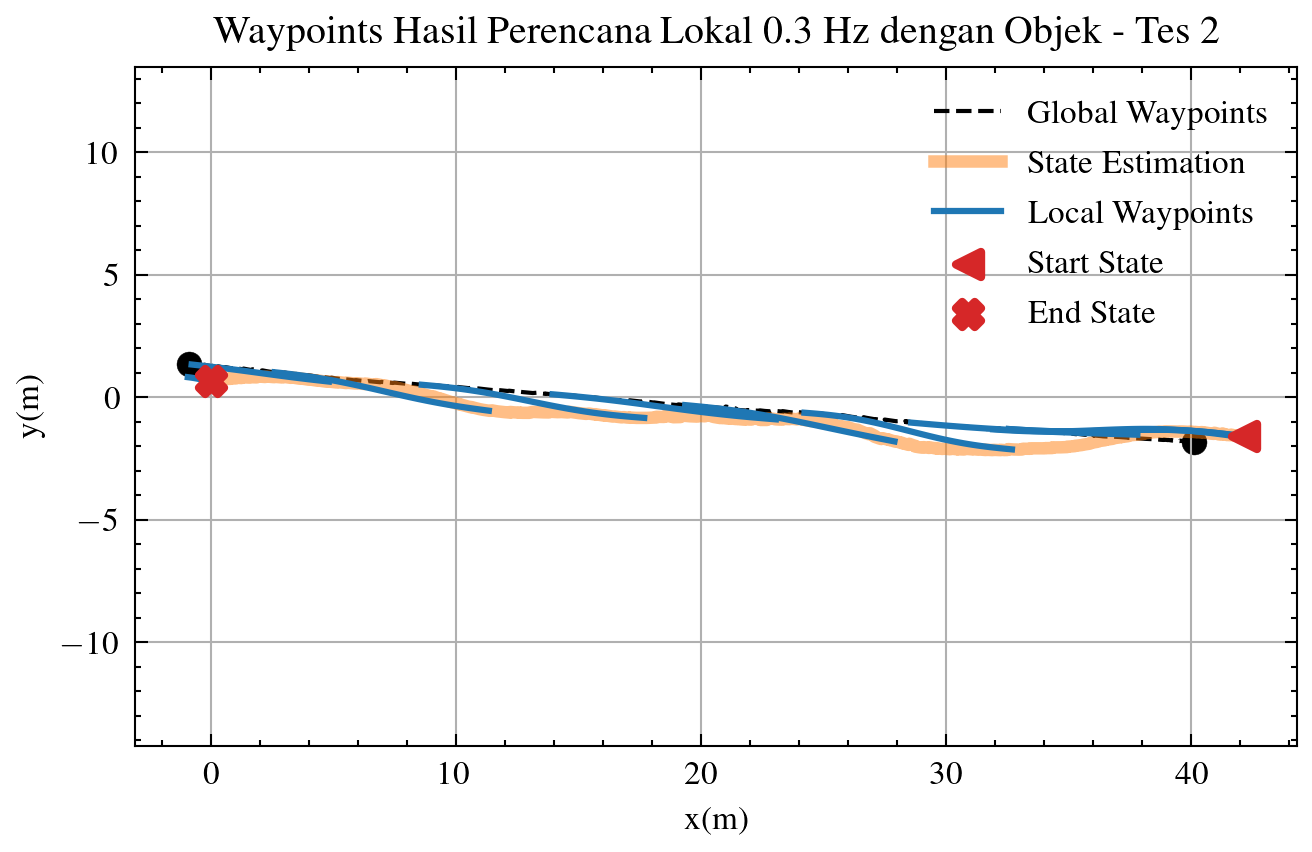 Waypoints Hasil Perencana Lokal 0.3 Hz dengan Objek - Tes 2
Global Waypoints
State Estimation
Local Waypoints
Start State
End State
10
5
0
−5
−10
y(m)
0
10
20
30
40
x(m)